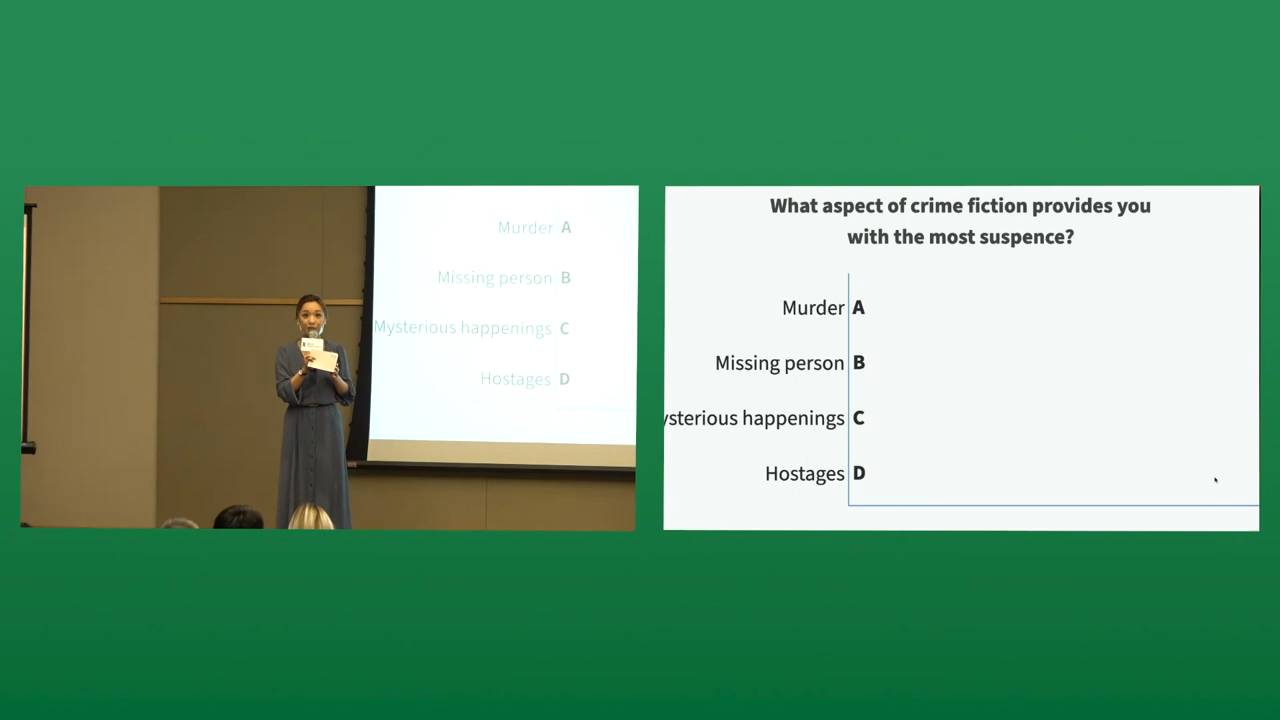 Murder A
Missing person B
Mysterious happenings C
Hostages D
What aspect of crime fiction provides you
with the most suspence?
Murder A
Missing person B
ysterious happenings C
Hostages D